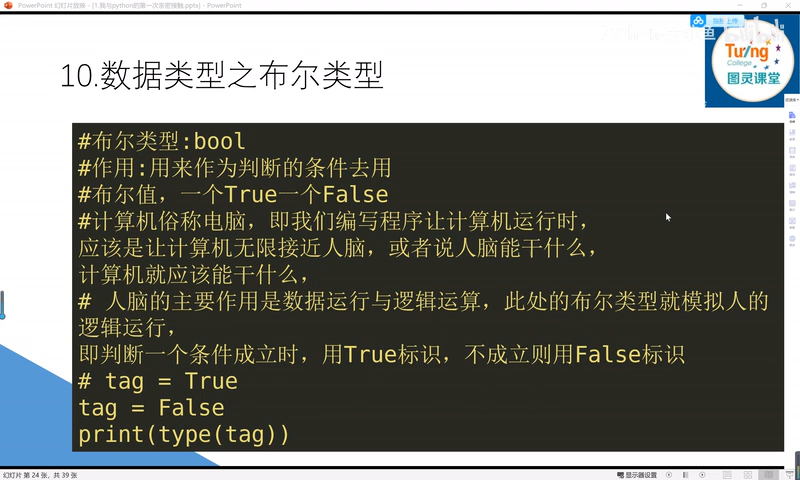 PowerPoint 幻灯片放映 - [1.我与python的第一次亲密接触.pptx] - PowerPoint
Turing
College
图灵课堂
10.数据类型之布尔类型
#布尔类型:bool
#作用:用来作为判断的条件去用
#布尔值，一个True一个False
#计算机俗称电脑，即我们编写程序让计算机运行时，
应该是让计算机无限接近人脑，或者说人脑能干什么，
计算机就应该能干什么，
# 人脑的主要作用是数据运行与逻辑运算，此处的布尔类型就模拟人的
逻辑运行，
即判断一个条件成立时，用True标识，不成立则用False标识
# tag = True
tag = False
print(type(tag))
幻灯片 第 24 张，共 39 张
显示器设置